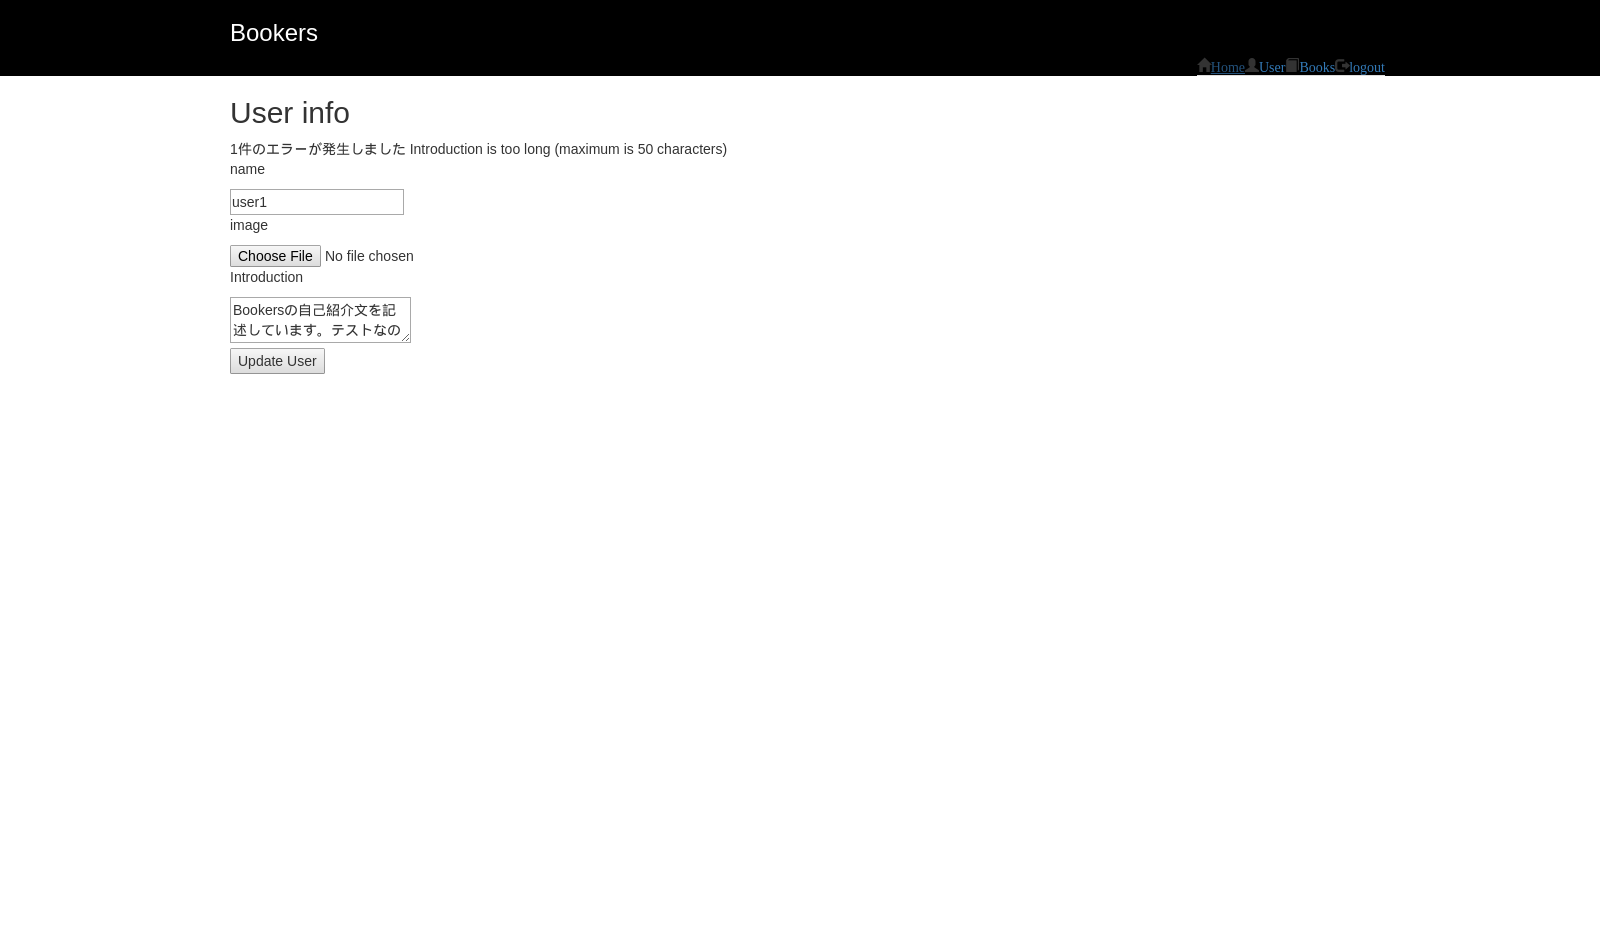 Bookers
Home User Books logout
User info
1件のエラーが発生しました Introduction is too long (maximum is 50 characters)
name
user1
image
Choose File No file chosen
Introduction
Bookersの自己紹介文を記
述しています。テストなの
Update User